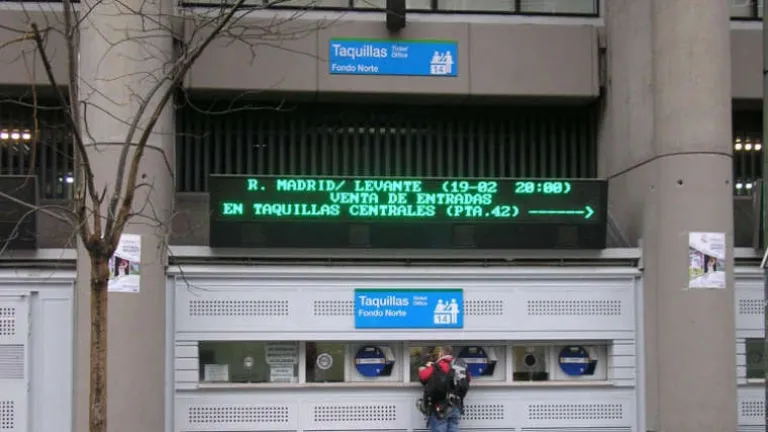 Taquillas Ticket Office
Fondo Norte
14
R. MADRID/ LEVANTE (19-02 20:00)
VENTA DE ENTRADAS
EN TAQUILLAS CENTRALES (PTA.42) ------>
Taquillas Ticket Office
Fondo Norte
14